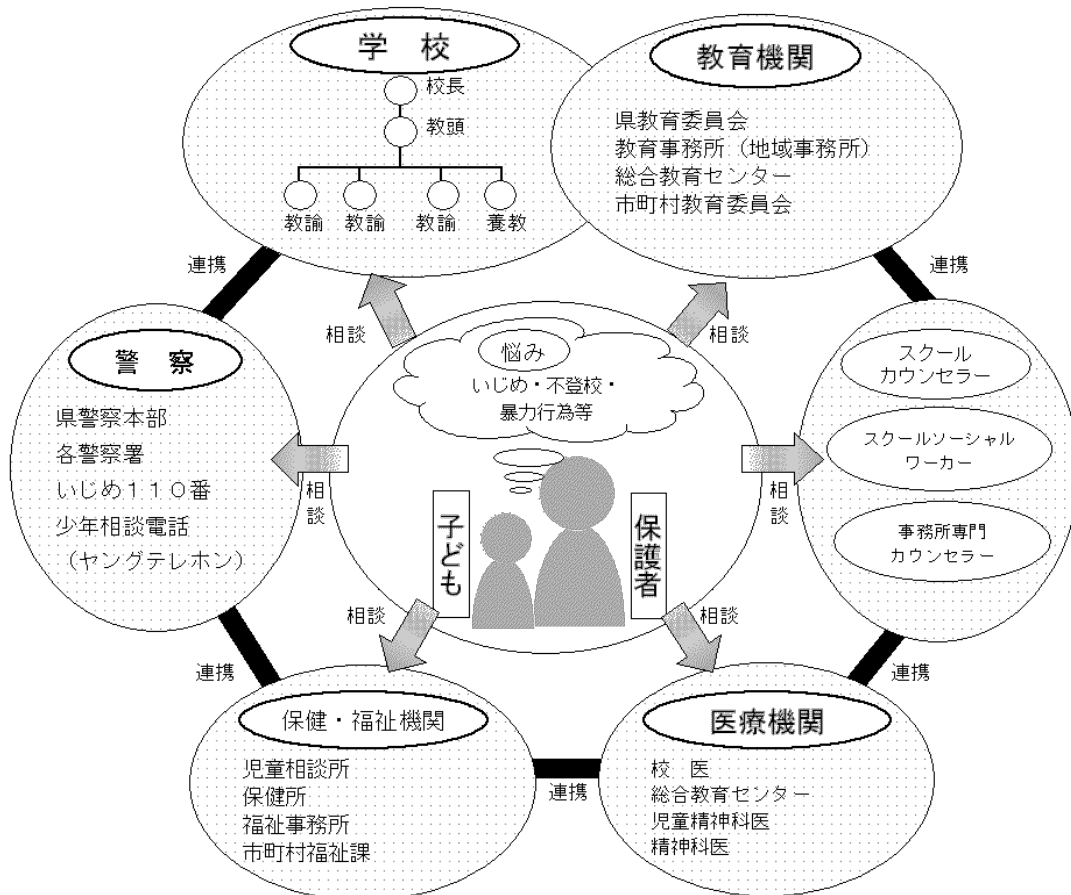 学 校
校長
教頭
教諭 教諭 教諭 養教
教育機関
県教育委員会
教育事務所（地域事務所）
総合教育センター
市町村教育委員会
連携
連携
相談
相談
警 察
県警察本部
各警察署
いじめ１１０番
少年相談電話
（ヤングテレホン）
悩み
いじめ・不登校・
暴力行為等
スクール
カウンセラー
スクールソーシャル
ワーカー
事務所専門
カウンセラー
相談
相談
子ども
保護者
相談
相談
連携
連携
保健・福祉機関
児童相談所
保健所
福祉事務所
市町村福祉課
連携
医療機関
校 医
総合教育センター
児童精神科医
精神科医